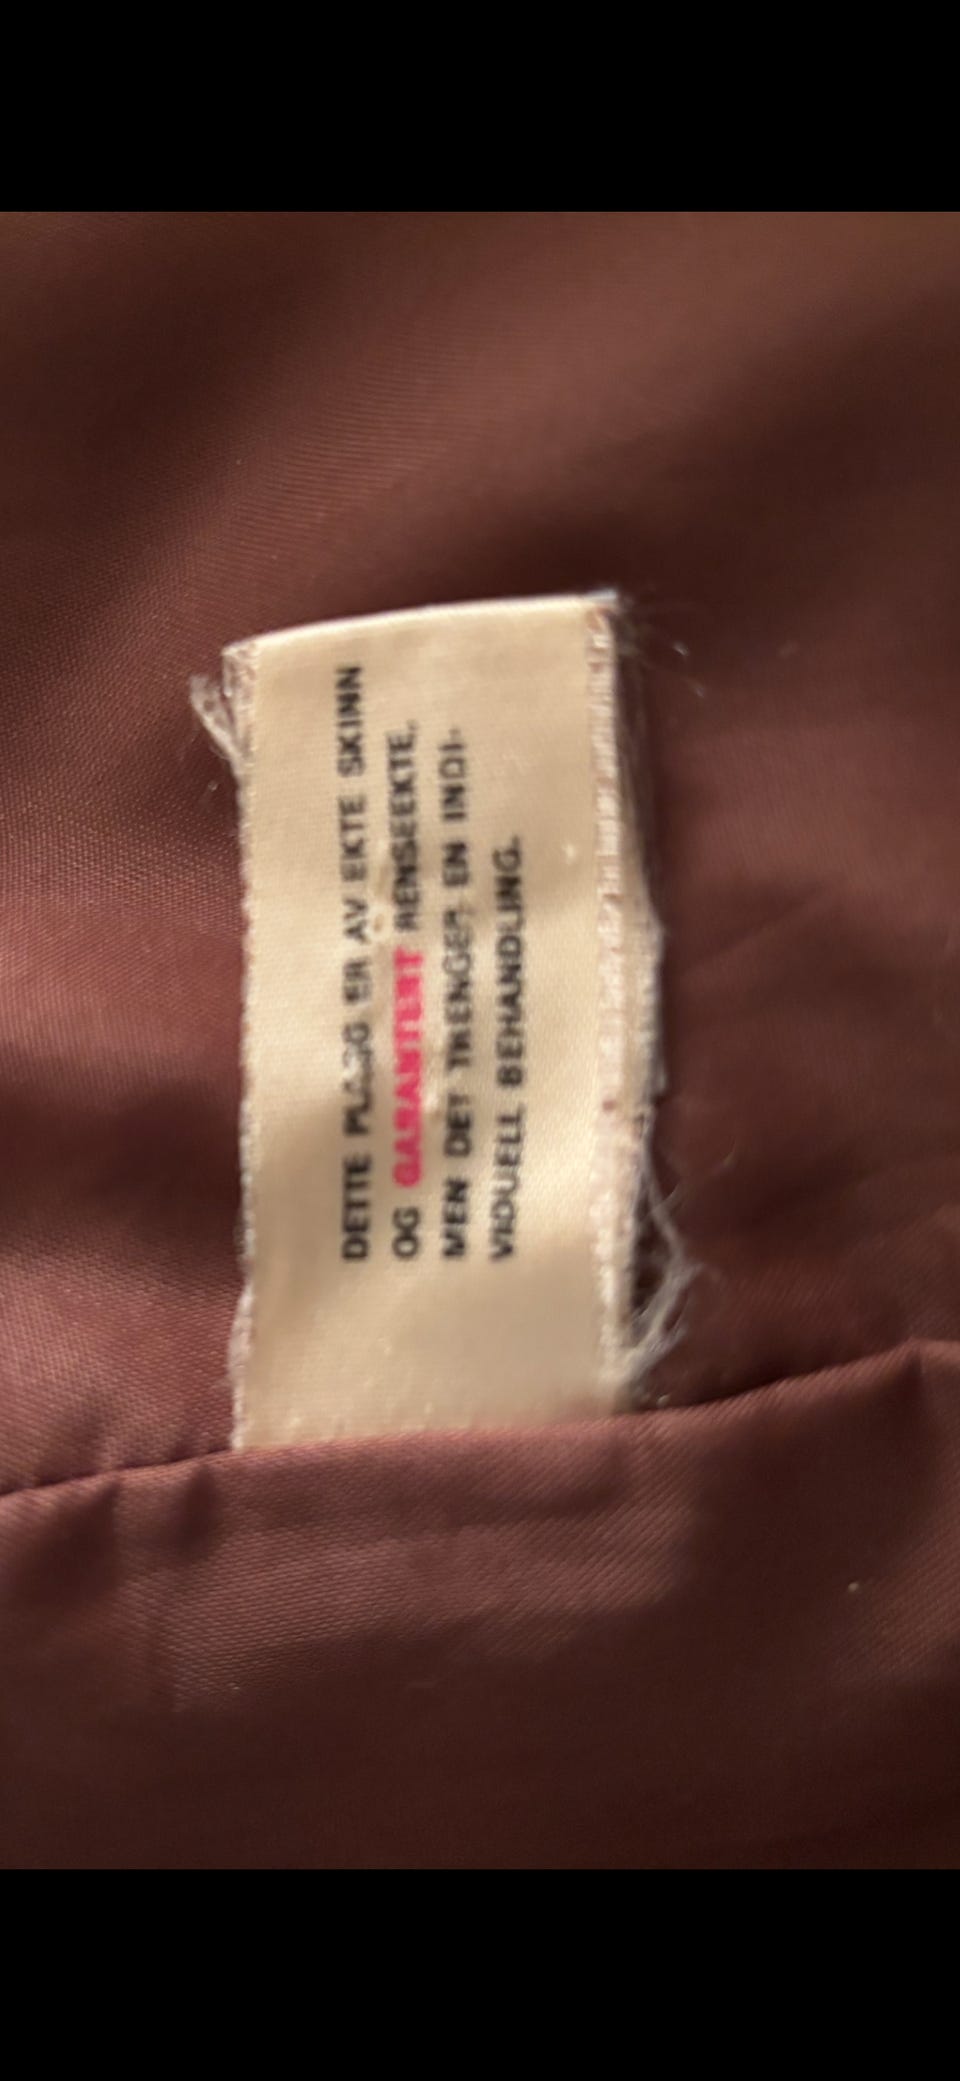 DETTE PLAGG ER AV EKTE SKINN
OG GARANTERT RENSEEKTE,
MEN DET TRENGER EN INDI-
VIDUELL BEHANDLING.